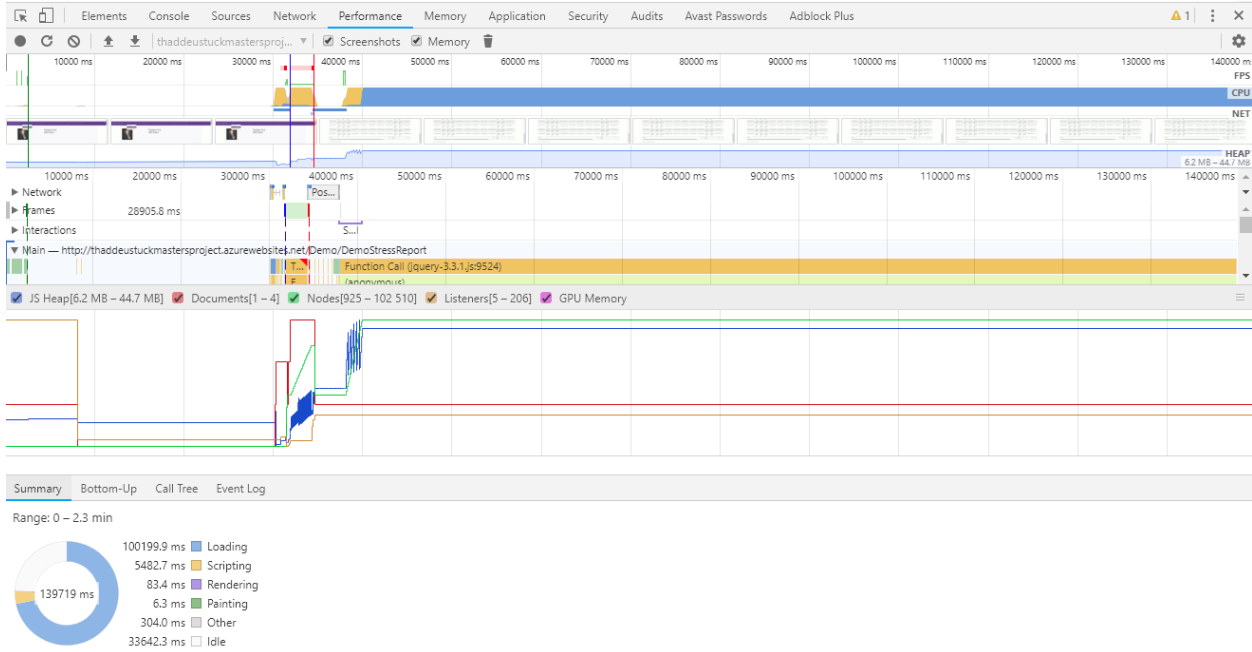 Elements Console Sources Network Performance Memory Application Security Audits Avast Passwords Adblock Plus 1
thaddeustuckmastersproj... Screenshots Memory
10000 ms 20000 ms 30000 ms 40000 ms 50000 ms 60000 ms 70000 ms 80000 ms 90000 ms 100000 ms 110000 ms 120000 ms 130000 ms 140000 m
FPS
CPU
NET
HEAP
6.2 MB – 44.7 MB
10000 ms 20000 ms 30000 ms 40000 ms 50000 ms 60000 ms 70000 ms 80000 ms 90000 ms 100000 ms 110000 ms 120000 ms 130000 ms 140000 ms
Network Pos...
Frames 28905.8 ms
Interactions S...
Main — http://thaddeustuckmastersproject.azurewebsites.net/Demo/DemoStressReport
T... Function Call (jquery-3.3.1.js:9524)
(anonymous)
JS Heap[6.2 MB – 44.7 MB] Documents[1 – 4] Nodes[925 – 102 510] Listeners[5 – 206] GPU Memory
Summary Bottom-Up Call Tree Event Log
Range: 0 – 2.3 min
139719 ms
100199.9 ms Loading
5482.7 ms Scripting
83.4 ms Rendering
6.3 ms Painting
304.0 ms Other
33642.3 ms Idle